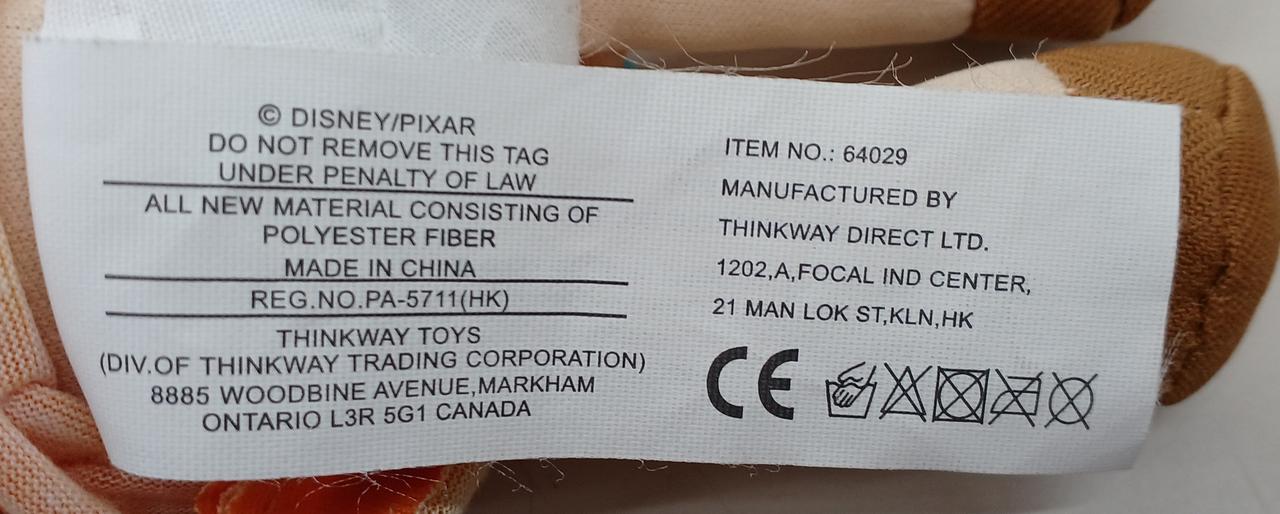 © DISNEY/PIXAR
DO NOT REMOVE THIS TAG
UNDER PENALTY OF LAW
ALL NEW MATERIAL CONSISTING OF
POLYESTER FIBER
MADE IN CHINA
REG.NO.PA-5711(HK)
THINKWAY TOYS
(DIV.OF THINKWAY TRADING CORPORATION)
8885 WOODBINE AVENUE,MARKHAM
ONTARIO L3R 5G1 CANADA
ITEM NO.: 64029
MANUFACTURED BY
THINKWAY DIRECT LTD.
1202,A,FOCAL IND CENTER,
21 MAN LOK ST,KLN,HK
CE